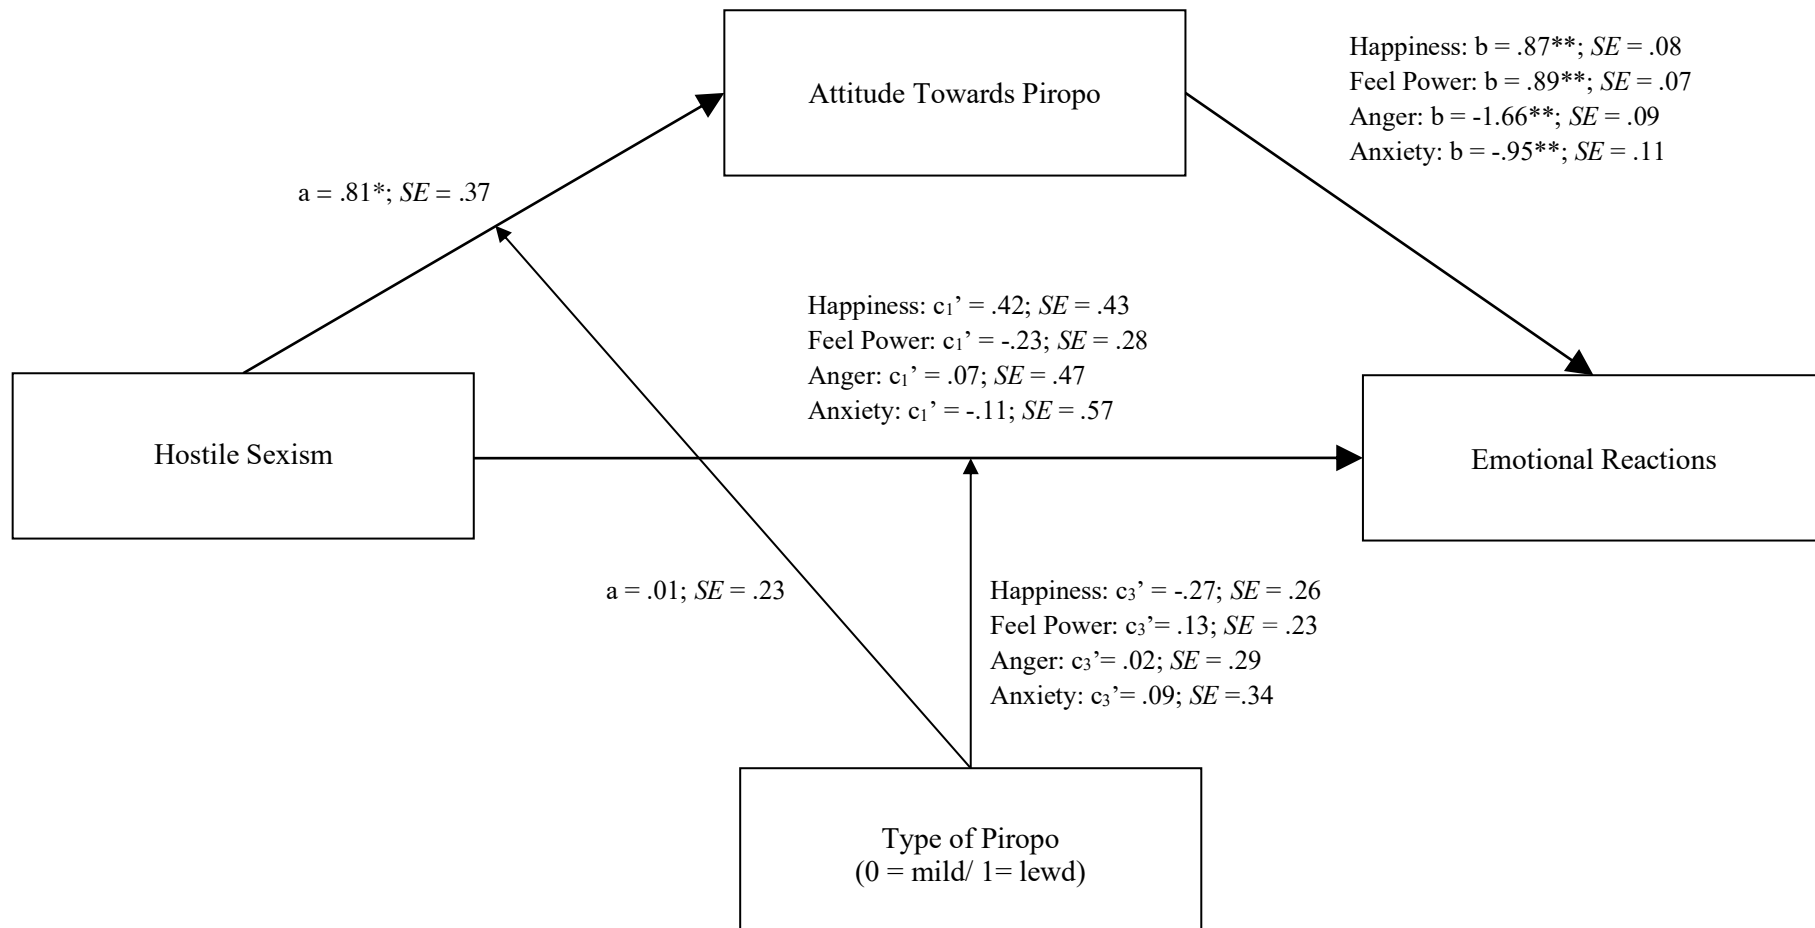 Happiness: b = .87**; SE = .08
Feel Power: b = .89**; SE = .07
Anger: b = -1.66**; SE = .09
Anxiety: b = -.95**; SE = .11
Attitude Towards Piropo
a = .81*; SE = .37
Happiness: c₁’ = .42; SE = .43
Feel Power: c₁’ = -.23; SE = .28
Anger: c₁’ = .07; SE = .47
Anxiety: c₁’ = -.11; SE = .57
Hostile Sexism
Emotional Reactions
a = .01; SE = .23
Happiness: c₃’ = -.27; SE = .26
Feel Power: c₃’= .13; SE = .23
Anger: c₃’= .02; SE = .29
Anxiety: c₃’= .09; SE =.34
Type of Piropo
(0 = mild/ 1= lewd)